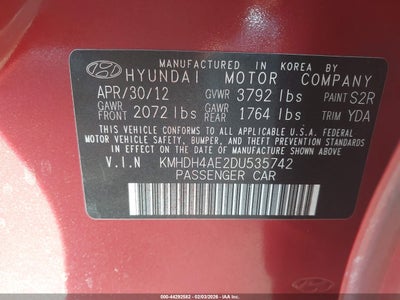 MANUFACTURED IN KOREA BY
HYUNDAI MOTOR COMPANY
APR/30/12 GVWR 3792 lbs PAINT S2R
GAWR FRONT 2072 lbs GAWR REAR 1764 lbs TRIM YDA
THIS VEHICLE CONFORMS TO ALL APPLICABLE U.S.A. FEDERAL
MOTOR VEHICLE SAFETY, BUMPER, AND THEFT PREVENTION
STANDARDS IN EFFECT ON THE DATE OF MANUFACTURE SHOWN ABOVE.
V.I.N KMHDH4AE2DU535742
PASSENGER CAR
HYUNDAI
# 44292582 - 02/03/2026 - IAA Inc.